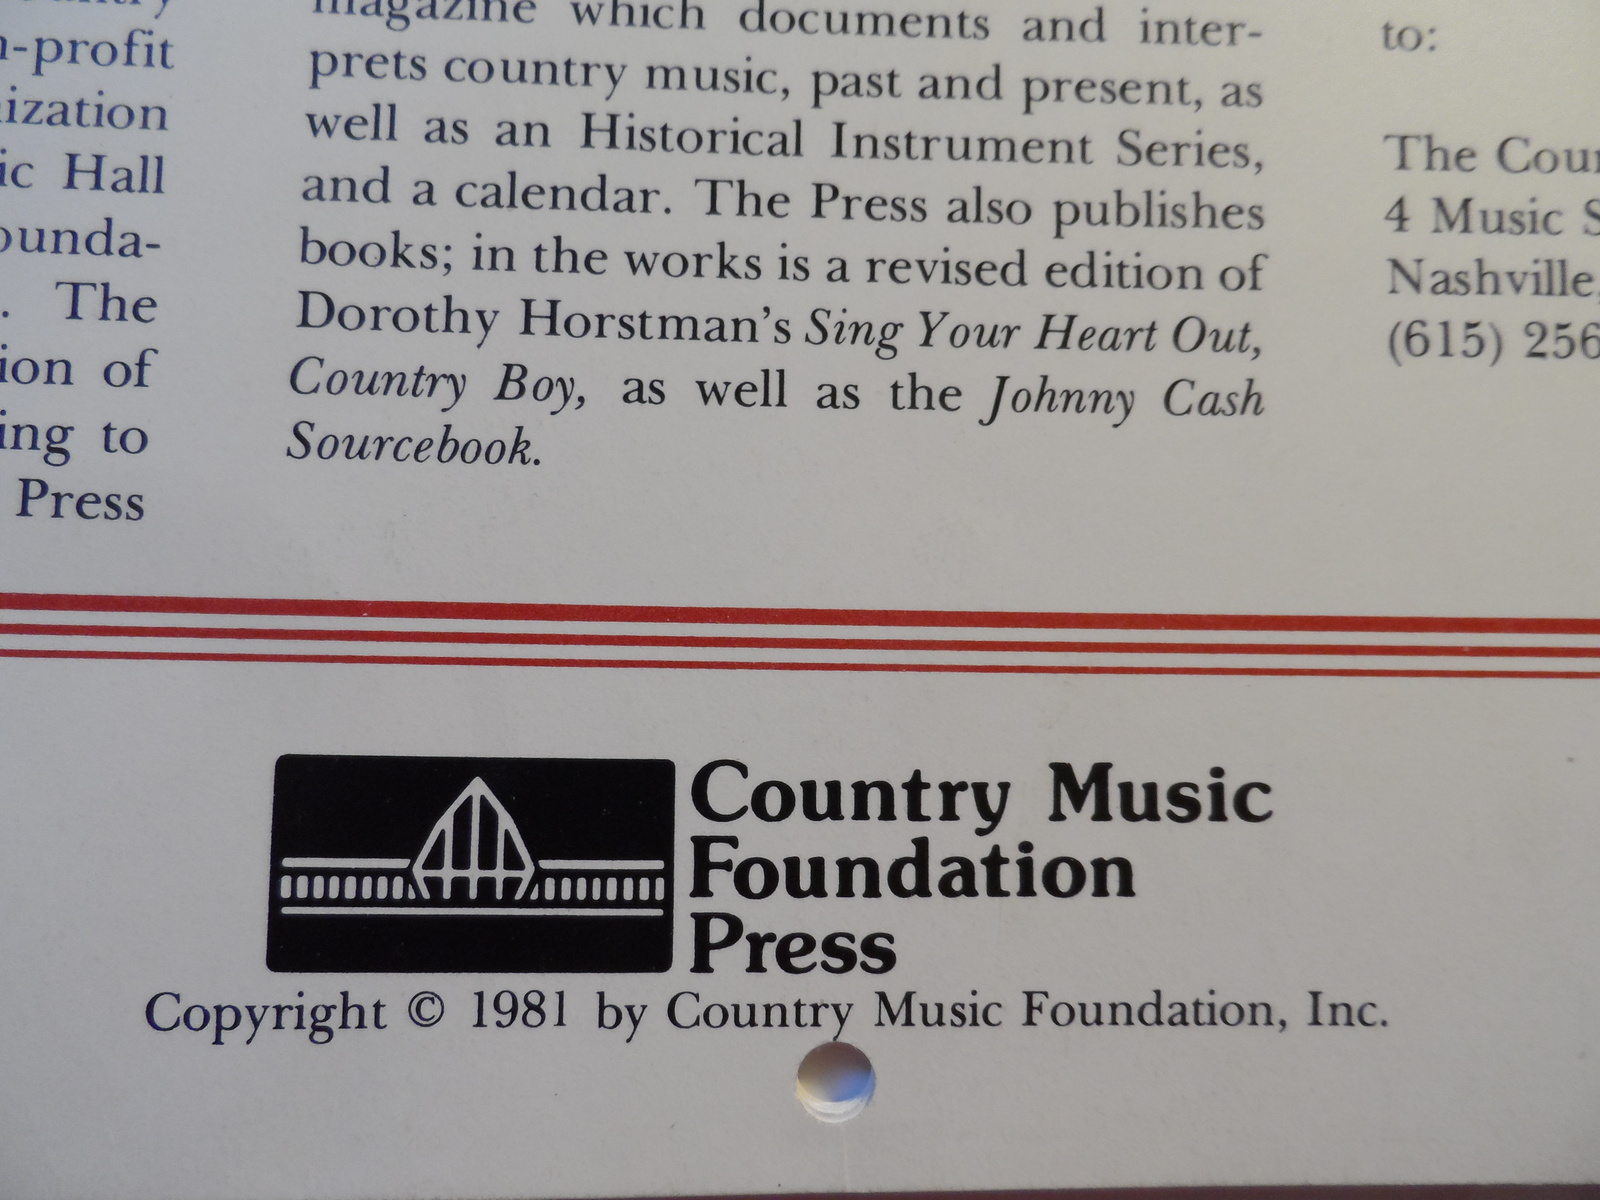 -profit
ization
ic Hall
ounda-
. The
ion of
ing to
Press
magazine which documents and inter-
prets country music, past and present, as
well as an Historical Instrument Series,
and a calendar. The Press also publishes
books; in the works is a revised edition of
Dorothy Horstman's Sing Your Heart Out,
Country Boy, as well as the Johnny Cash
Sourcebook.
to:
The Cou
4 Music S
Nashville,
(615) 256
Country Music
Foundation
Press
Copyright © 1981 by Country Music Foundation, Inc.